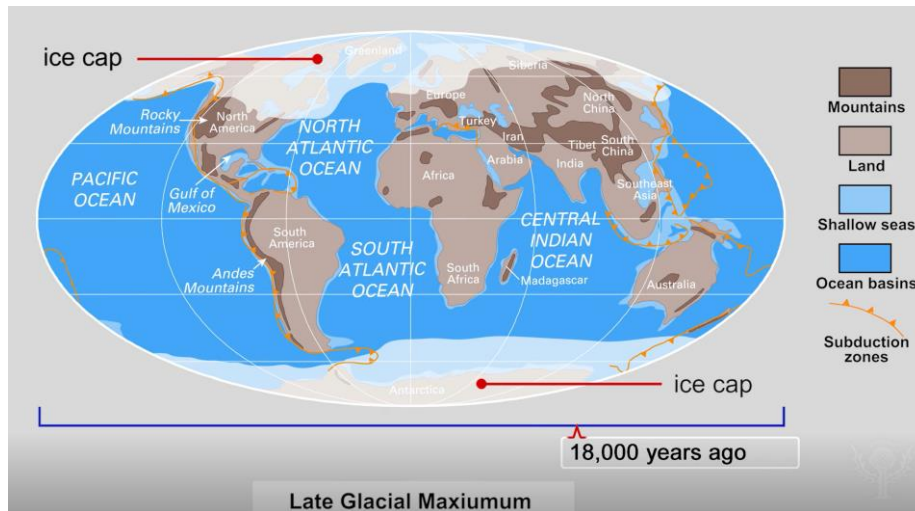 ice cap
Greenland
Siberia
Rocky
Mountains
North
America
Europe
North
China
Turkey
Iran
Tibet
South
China
NORTH
ATLANTIC
OCEAN
Arabia
India
PACIFIC
OCEAN
Gulf of
Mexico
Africa
Southeast
Asia
CENTRAL
INDIAN
OCEAN
South
America
SOUTH
ATLANTIC
OCEAN
Andes
Mountains
South
Africa
Madagascar
Australia
Antarctica
ice cap
Mountains
Land
Shallow seas
Ocean basins
Subduction
zones
18,000 years ago
Late Glacial Maxiumum